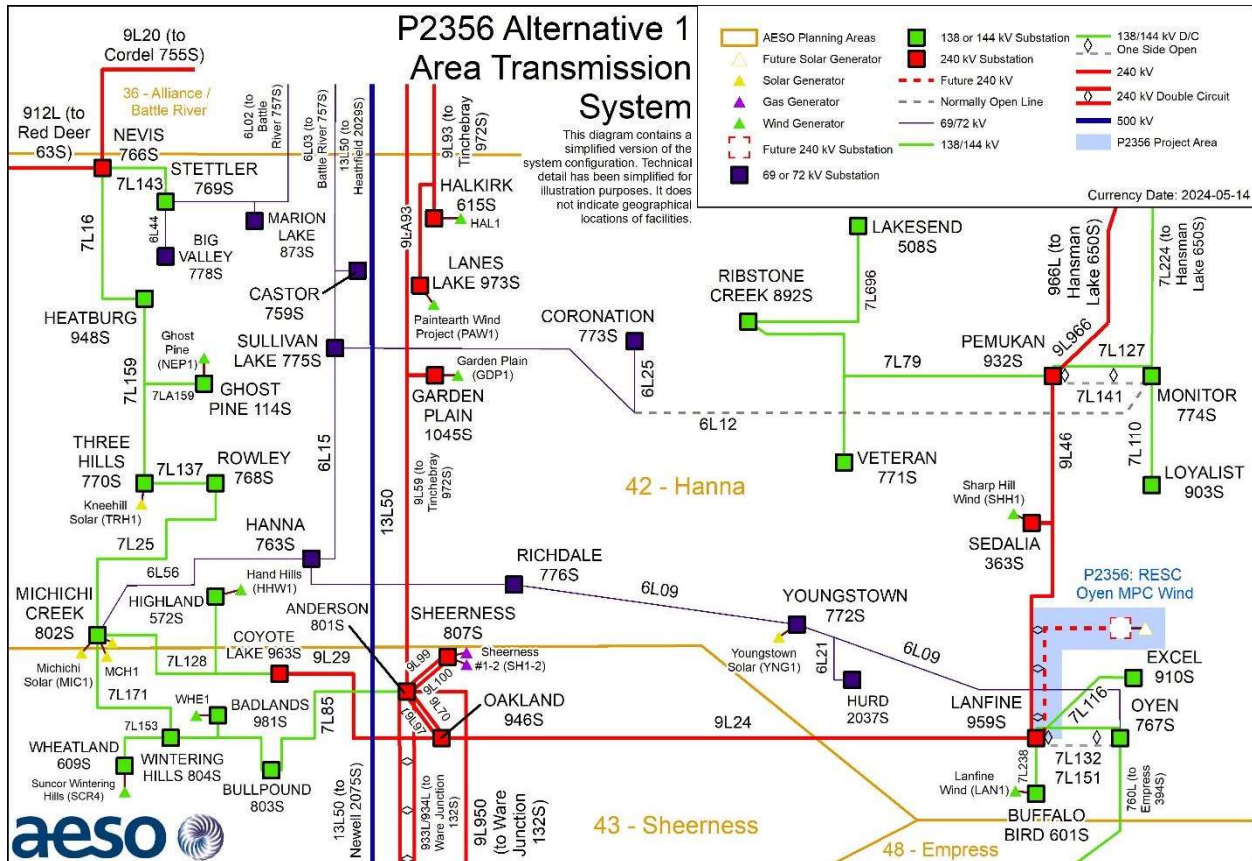 9L20 (to
Cordel 755S)
36 - Alliance /
Battle River
912L (to
Red Deer
63S)
NEVIS
766S
7L143
STETTLER
769S
6L02 (to
Battle
River 757S)
6L03 (to
Battle River 757S)
13L50 (to
Heathfield 2029S)
P2356 Alternative 1
Area Transmission
System
This diagram contains a
simplified version of the
system configuration. Technical
detail has been simplified for
illustration purposes. It does
not indicate geographical
locations of facilities.
9L93 (to
Tinchebray
972S)
AESO Planning Areas
Future Solar Generator
Solar Generator
Gas Generator
Wind Generator
Future 240 kV Substation
69 or 72 kV Substation
138 or 144 kV Substation
240 kV Substation
Future 240 kV
Normally Open Line
69/72 kV
138/144 kV
138/144 kV D/C
One Side Open
240 kV
240 kV Double Circuit
500 kV
P2356 Project Area
Currency Date: 2024-05-14
7L16
6L44
BIG
VALLEY
778S
MARION
LAKE
873S
CASTOR
759S
9LA93
HALKIRK
615S
HAL1
LANES
LAKE 973S
Paintearth Wind
Project (PAW1)
LAKESEND
508S
7L696
RIBSTONE
CREEK 892S
966L (to
Hansman
Lake 650S)
7L224 (to
Hansman
Lake 650S)
HEATBURG
948S
Ghost
Pine
(NEP1)
7L159
7LA159
GHOST
PINE 114S
SULLIVAN
LAKE 775S
CORONATION
773S
6L25
Garden Plain
(GDP1)
GARDEN
PLAIN
1045S
6L12
7L79
PEMUKAN
932S
9L966
7L127
7L141
MONITOR
774S
7L110
LOYALIST
903S
VETERAN
771S
9L46
THREE
HILLS
770S
7L137
ROWLEY
768S
Kneehill
Solar (TRH1)
6L15
13L50
9L59 (to
Tinchebray
972S)
42 - Hanna
Sharp Hill
Wind (SHH1)
SEDALIA
363S
7L25
HANNA
763S
6L56
RICHDALE
776S
6L09
P2356: RESC
Oyen MPC Wind
MICHICHI
CREEK
802S
HIGHLAND
572S
Hand Hills
(HHW1)
ANDERSON
801S
SHEERNESS
807S
Sheerness
#1-2 (SH1-2)
YOUNGSTOWN
772S
Youngstown
Solar (YNG1)
6L21
6L09
HURD
2037S
Michichi
Solar (MIC1)
MCH1
7L128
COYOTE
LAKE 963S
9L29
9L99
9L100
9L70
9L97
OAKLAND
946S
9L24
LANFINE
959S
7L116
EXCEL
910S
OYEN
767S
7L171
7L153
WHE1
BADLANDS
981S
7L85
WHEATLAND
609S
WINTERING
HILLS 804S
Suncor Wintering
Hills (SCR4)
BULLPOUND
803S
13L50 (to
Newell 2075S)
933L/934L (to
Ware Junction
132S)
9L950
(to Ware
Junction
132S)
43 - Sheerness
48 - Empress
7L132
7L151
7L238
Lanfine
Wind (LAN1)
BUFFALO
BIRD 601S
760L (to
Empress
394S)
aeso